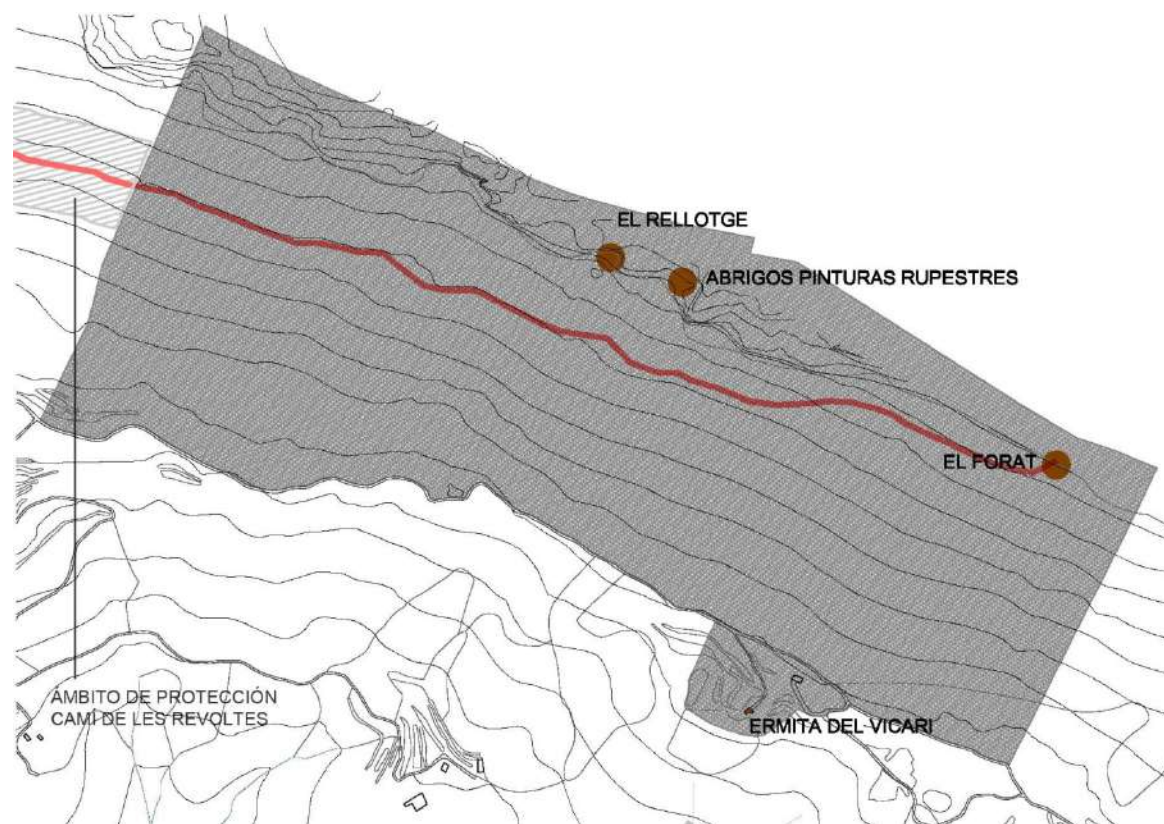 EL RELLOTGE
ABRIGOS PINTURAS RUPESTRES
EL FORAT
ÁMBITO DE PROTECCIÓN
CAMÍ DE LES REVOLTES
ERMITA DEL VICARI